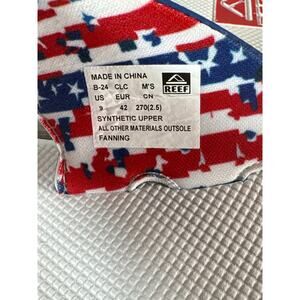 MADE IN CHINA
B-24 CLC M'S
US EUR CN
9 42 270(2.5)
REEF
SYNTHETIC UPPER
ALL OTHER MATERIALS OUTSOLE
FANNING